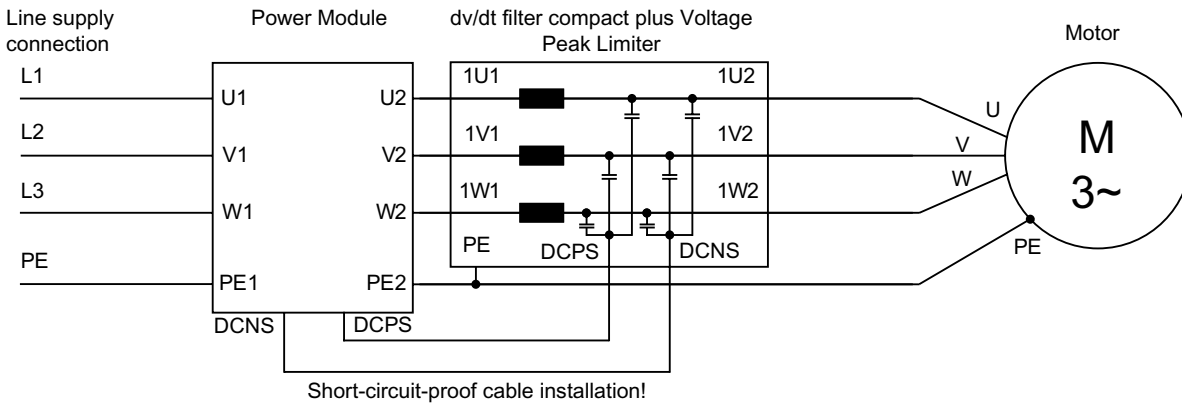 Line supply
connection
Power Module
dv/dt filter compact plus Voltage
Peak Limiter
Motor
L1
U1
U2
1U1
1U2
U
L2
V1
V2
1V1
1V2
V
M
3~
L3
W1
W2
1W1
1W2
W
PE
PE1
PE2
PE
DCPS
DCNS
PE
DCNS
DCPS
Short-circuit-proof cable installation!